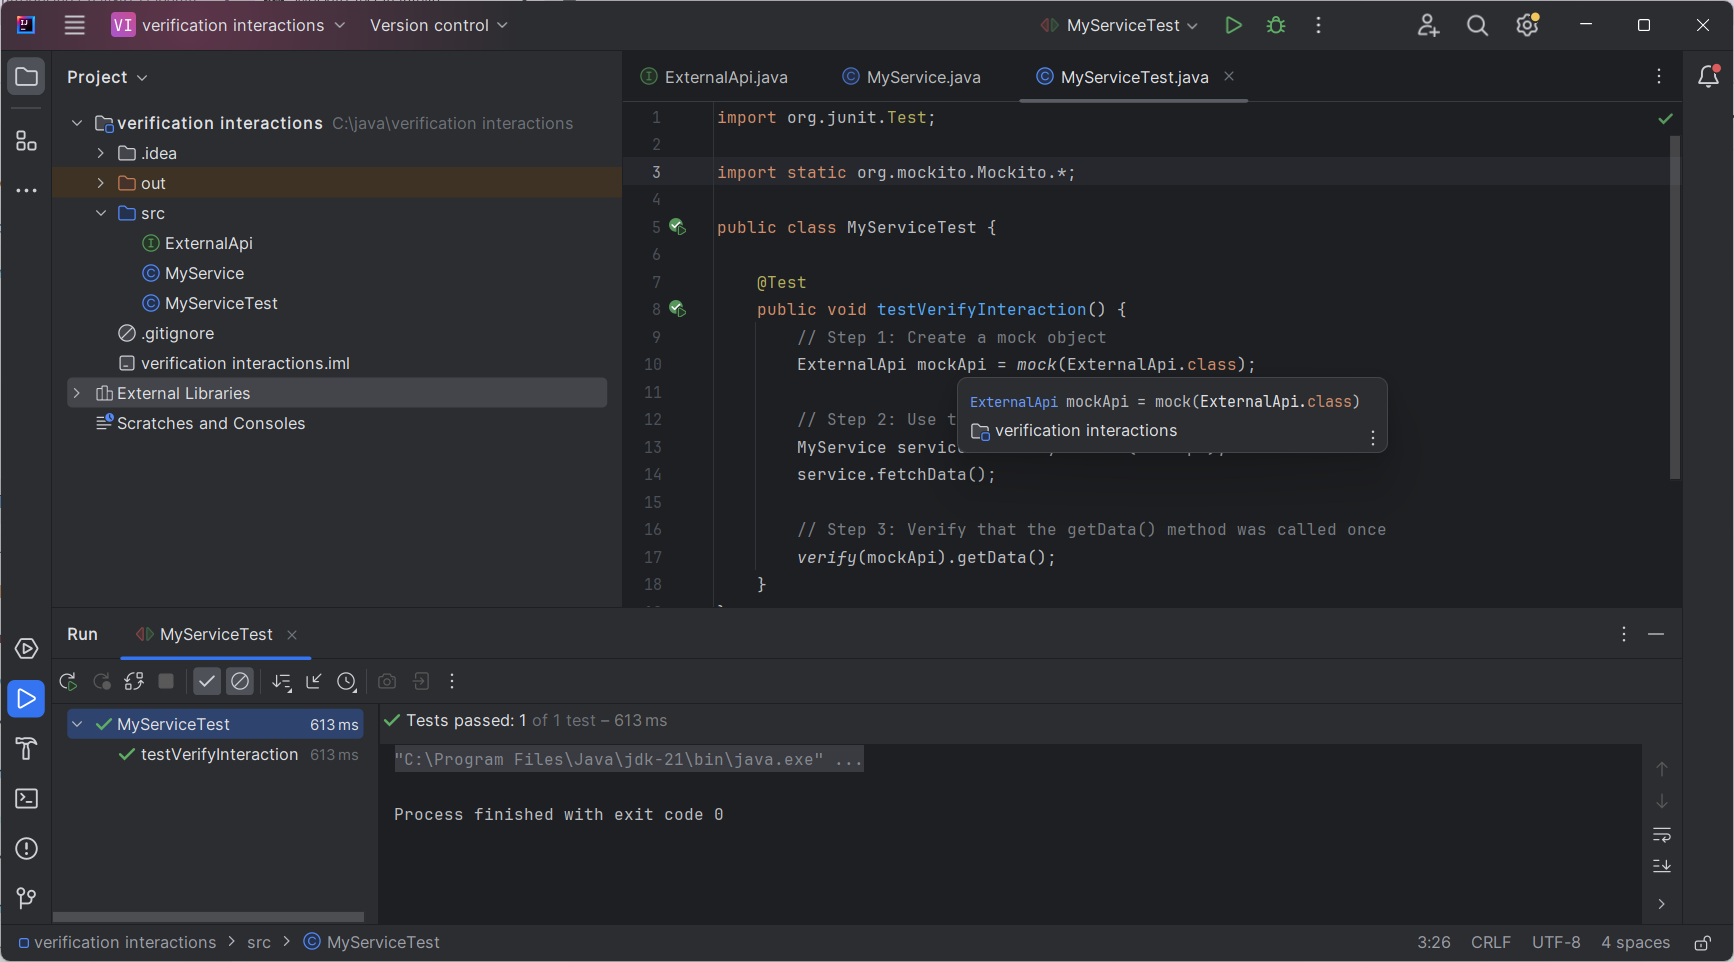 VI verification interactions
Version control
MyServiceTest
Project
ExternalApi.java
MyService.java
MyServiceTest.java
verification interactions C:\java\verification interactions
.idea
out
src
ExternalApi
MyService
MyServiceTest
.gitignore
verification interactions.iml
External Libraries
Scratches and Consoles
1 import org.junit.Test;
2
3 import static org.mockito.Mockito.*;
4
5 public class MyServiceTest {
6
7 @Test
8 public void testVerifyInteraction() {
9 // Step 1: Create a mock object
10 ExternalApi mockApi = mock(ExternalApi.class);
11
ExternalApi mockApi = mock(ExternalApi.class)
verification interactions
12 // Step 2: Use
13 MyService
14 service.fetchData();
15
16 // Step 3: Verify that the getData() method was called once
17 verify(mockApi).getData();
18 }
Run
MyServiceTest
MyServiceTest 613 ms
testVerifyInteraction 613 ms
Tests passed: 1 of 1 test – 613 ms
"C:\Program Files\Java\jdk-21\bin\java.exe" ...
Process finished with exit code 0
verification interactions > src > MyServiceTest
3:26 CRLF UTF-8 4 spaces